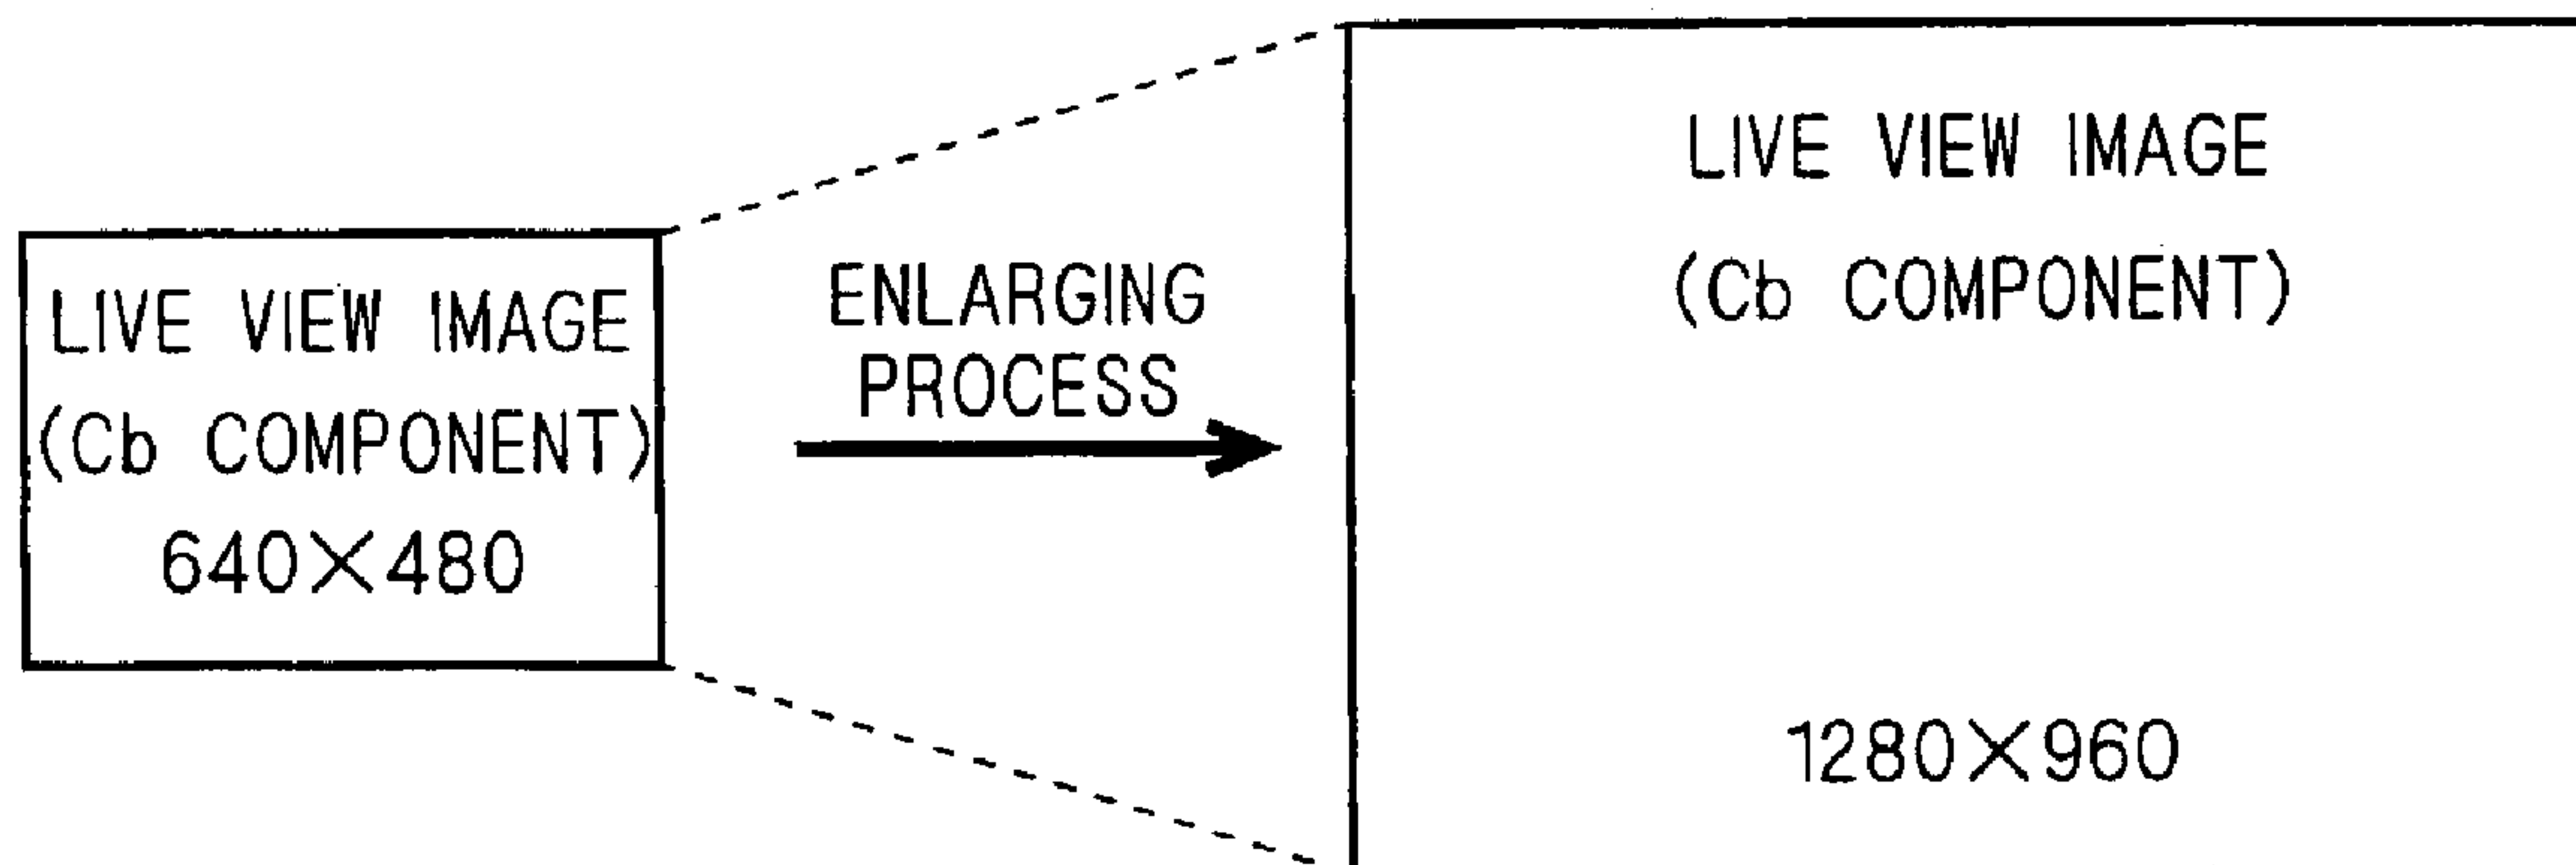 LIVE VIEW IMAGE
(Cb COMPONENT)
640×480
ENLARGING
PROCESS
LIVE VIEW IMAGE
(Cb COMPONENT)
1280×960